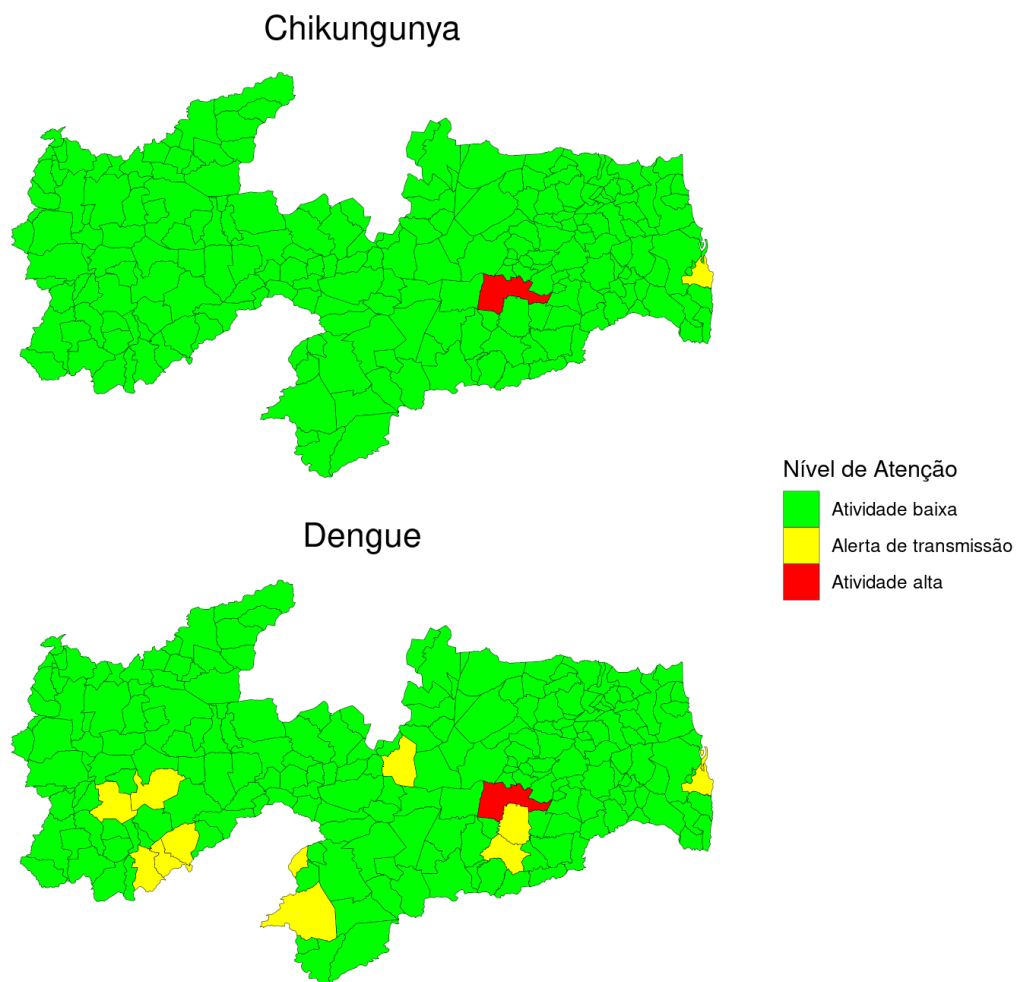 Chikungunya
Nível de Atenção
Atividade baixa
Alerta de transmissão
Atividade alta
Dengue